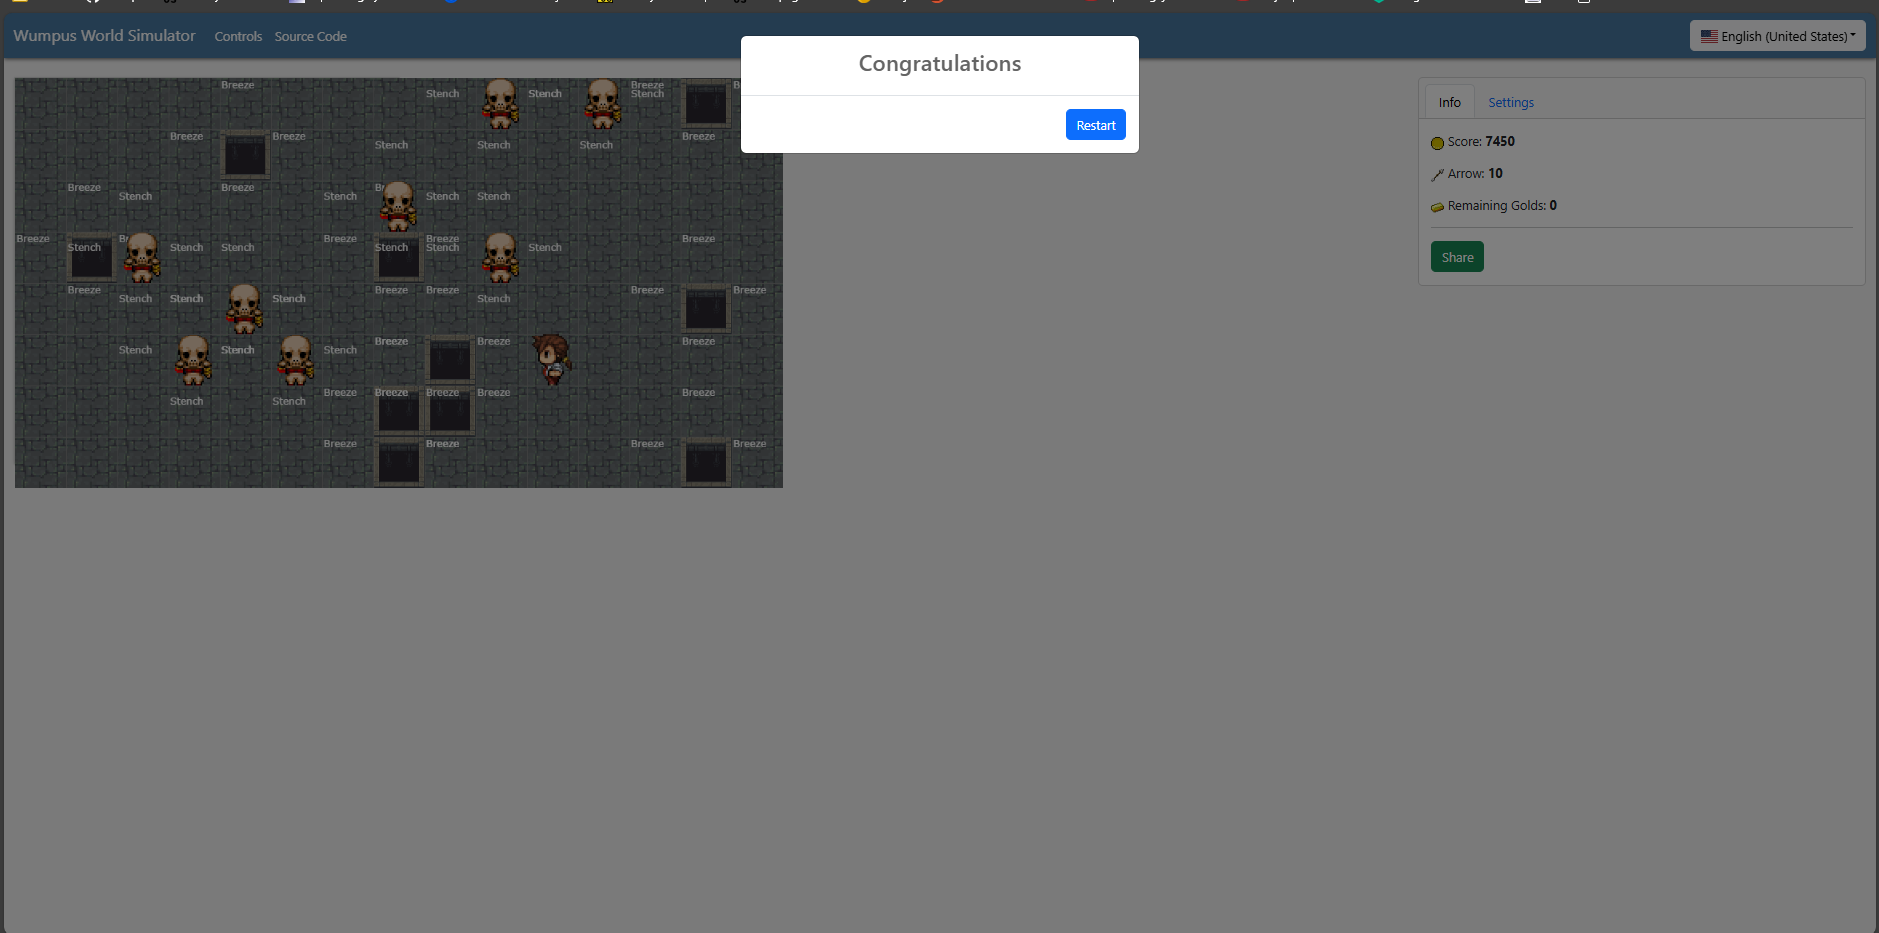 Wumpus World Simulator Controls Source Code English (United States)
Congratulations
Restart
Info Settings
Score: 7450
Arrow: 10
Remaining Golds: 0
Share
Breeze Breeze
Stench Stench Stench
Breeze Breeze Breeze
Stench Stench Stench
Breeze Breeze
Stench Stench Stench Stench
Breeze Breeze Breeze Breeze
Stench Stench Stench Stench Stench Stench
Breeze Breeze Breeze Breeze Breeze
Stench Stench Stench Stench
Breeze Breeze Breeze
Stench Stench Stench
Breeze Breeze Breeze Breeze Breeze
Stench Stench
Breeze Breeze Breeze Breeze